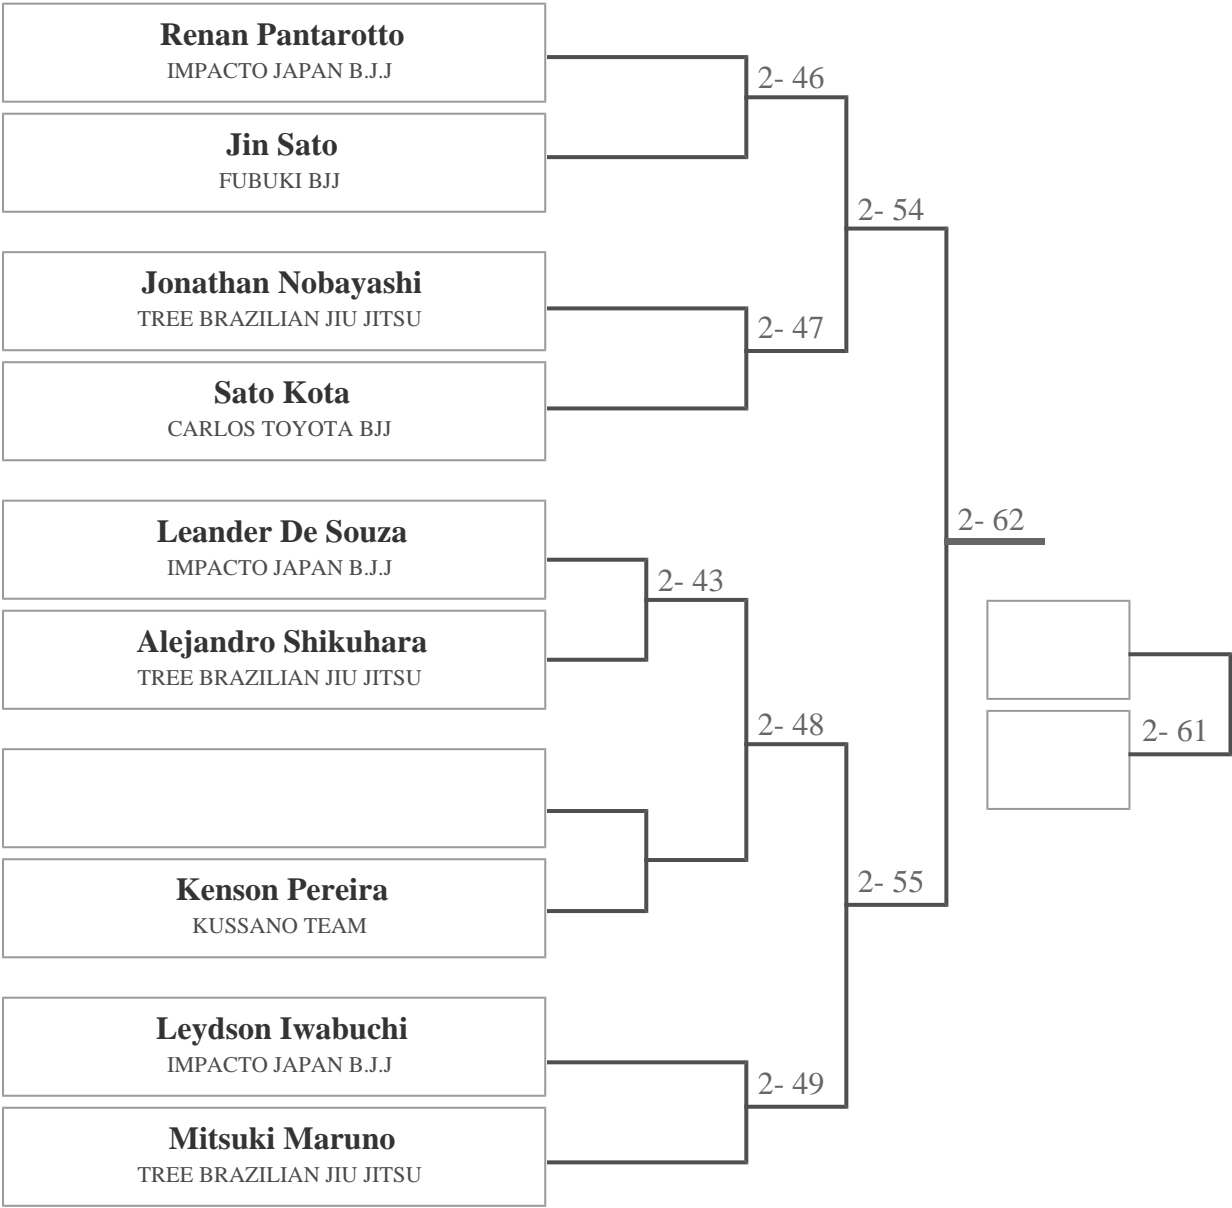 Renan Pantarotto
IMPACTO JAPAN B.J.J
2- 46
Jin Sato
FUBUKI BJJ
2- 54
Jonathan Nobayashi
TREE BRAZILIAN JIU JITSU
2- 47
Sato Kota
CARLOS TOYOTA BJJ
Leander De Souza
IMPACTO JAPAN B.J.J
2- 62
2- 43
Alejandro Shikuhara
TREE BRAZILIAN JIU JITSU
2- 48
2- 61
Kenson Pereira
KUSSANO TEAM
2- 55
Leydson Iwabuchi
IMPACTO JAPAN B.J.J
2- 49
Mitsuki Maruno
TREE BRAZILIAN JIU JITSU